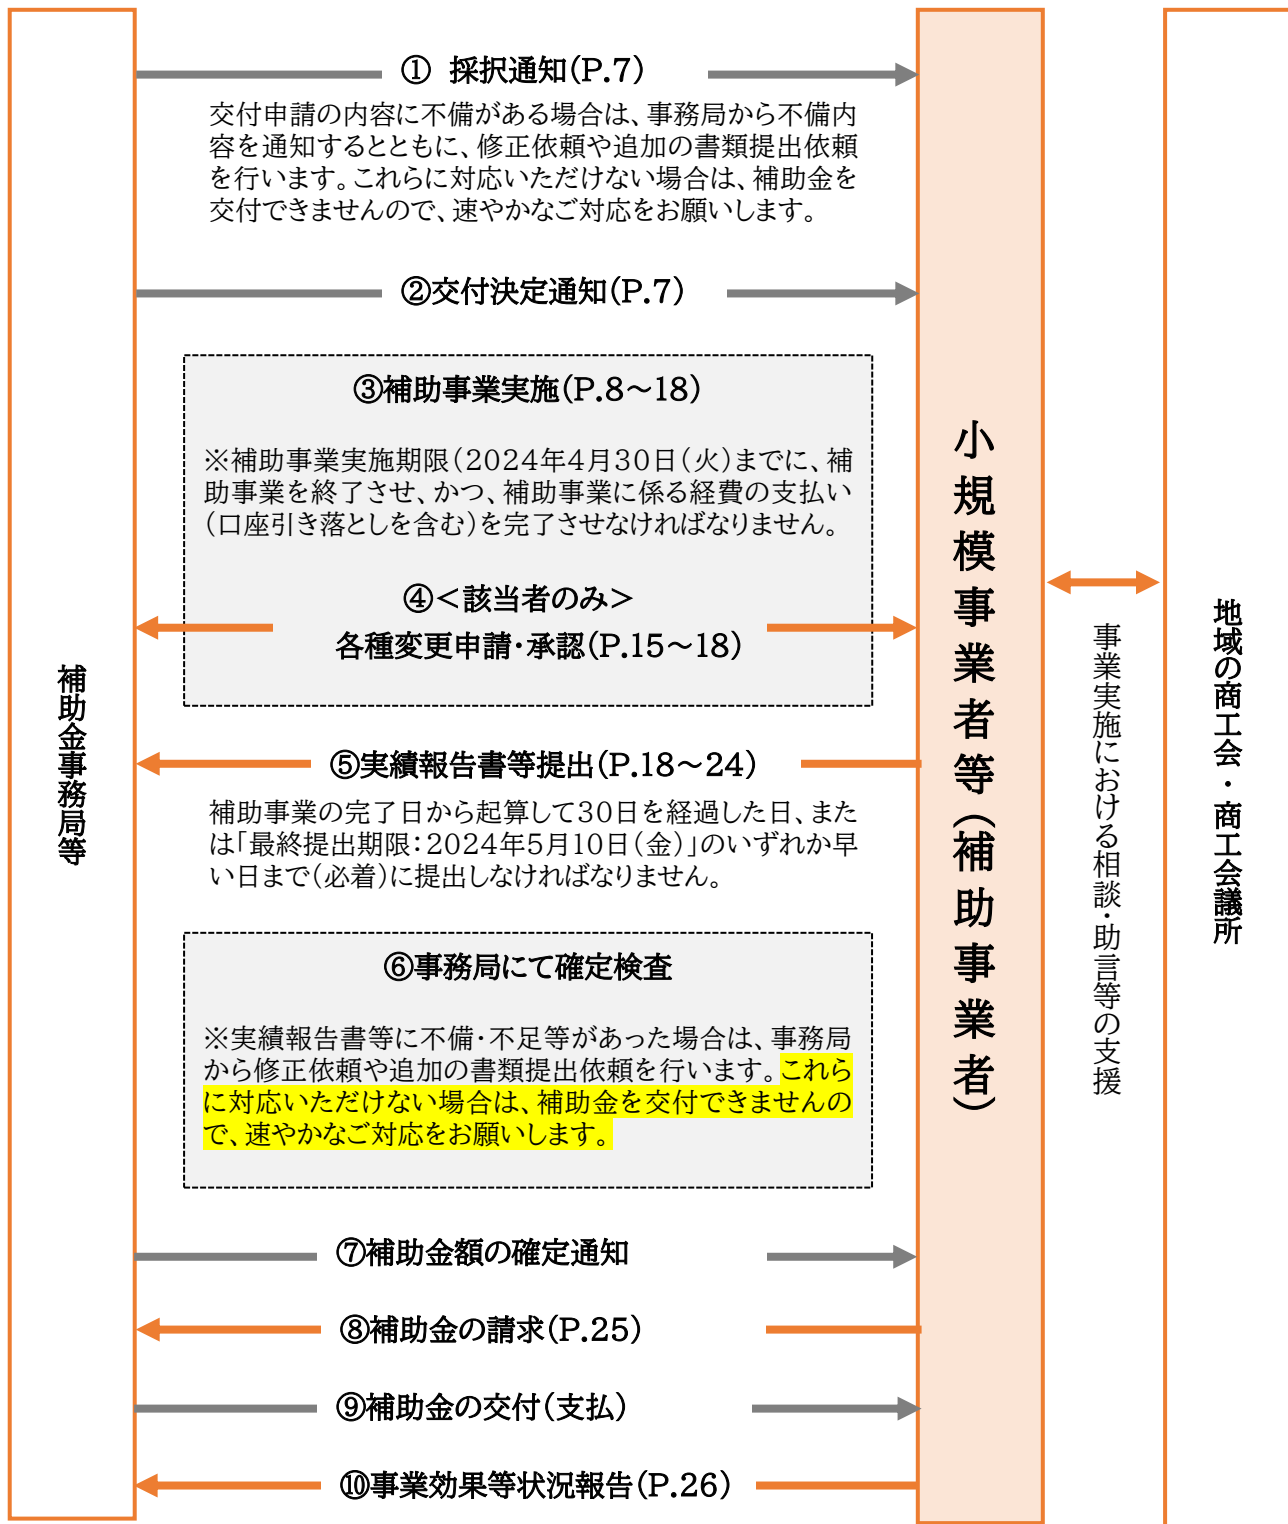 ① 採択通知(P.7)
交付申請の内容に不備がある場合は、事務局から不備内
容を通知するとともに、修正依頼や追加の書類提出依頼
を行います。これらに対応いただけない場合は、補助金を
交付できませんので、速やかなご対応をお願いします。
②交付決定通知(P.7)
③補助事業実施(P.8～18)
※補助事業実施期限(2024年4月30日(火)までに、補
助事業を終了させ、かつ、補助事業に係る経費の支払い
(口座引き落としを含む)を完了させなければなりません。
④＜該当者のみ＞
各種変更申請・承認(P.15～18)
⑤実績報告書等提出(P.18～24)
補助事業の完了日から起算して30日を経過した日、また
は「最終提出期限：2024年5月10日(金)」のいずれか早
い日まで(必着)に提出しなければなりません。
⑥事務局にて確定検査
※実績報告書等に不備・不足等があった場合は、事務局
から修正依頼や追加の書類提出依頼を行います。これら
に対応いただけない場合は、補助金を交付できませんの
で、速やかなご対応をお願いします。
⑦補助金額の確定通知
⑧補助金の請求(P.25)
⑨補助金の交付(支払)
⑩事業効果等状況報告(P.26)
補助金事務局等
小規模事業者等(補助事業者)
事業実施における相談・助言等の支援
地域の商工会・商工会議所